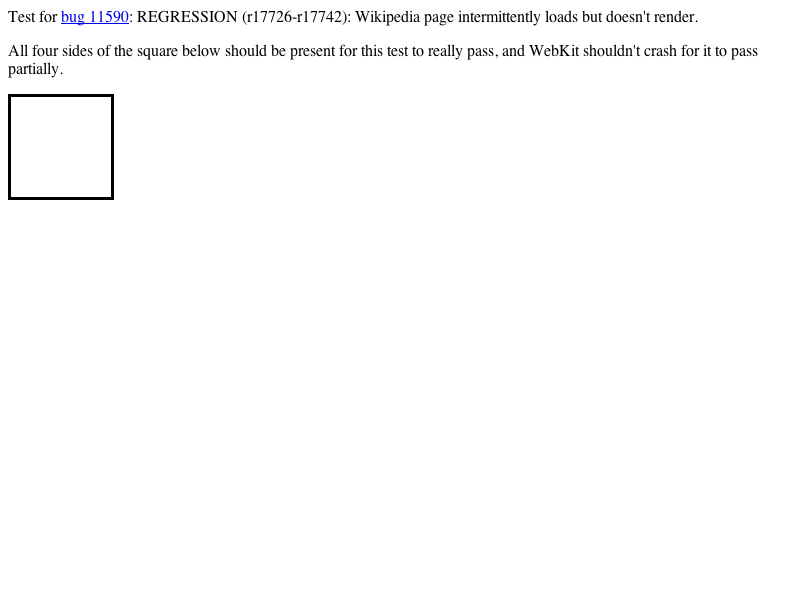 Test for bug 11590: REGRESSION (r17726-r17742): Wikipedia page intermittently loads but doesn't render.
All four sides of the square below should be present for this test to really pass, and WebKit shouldn't crash for it to pass
partially.